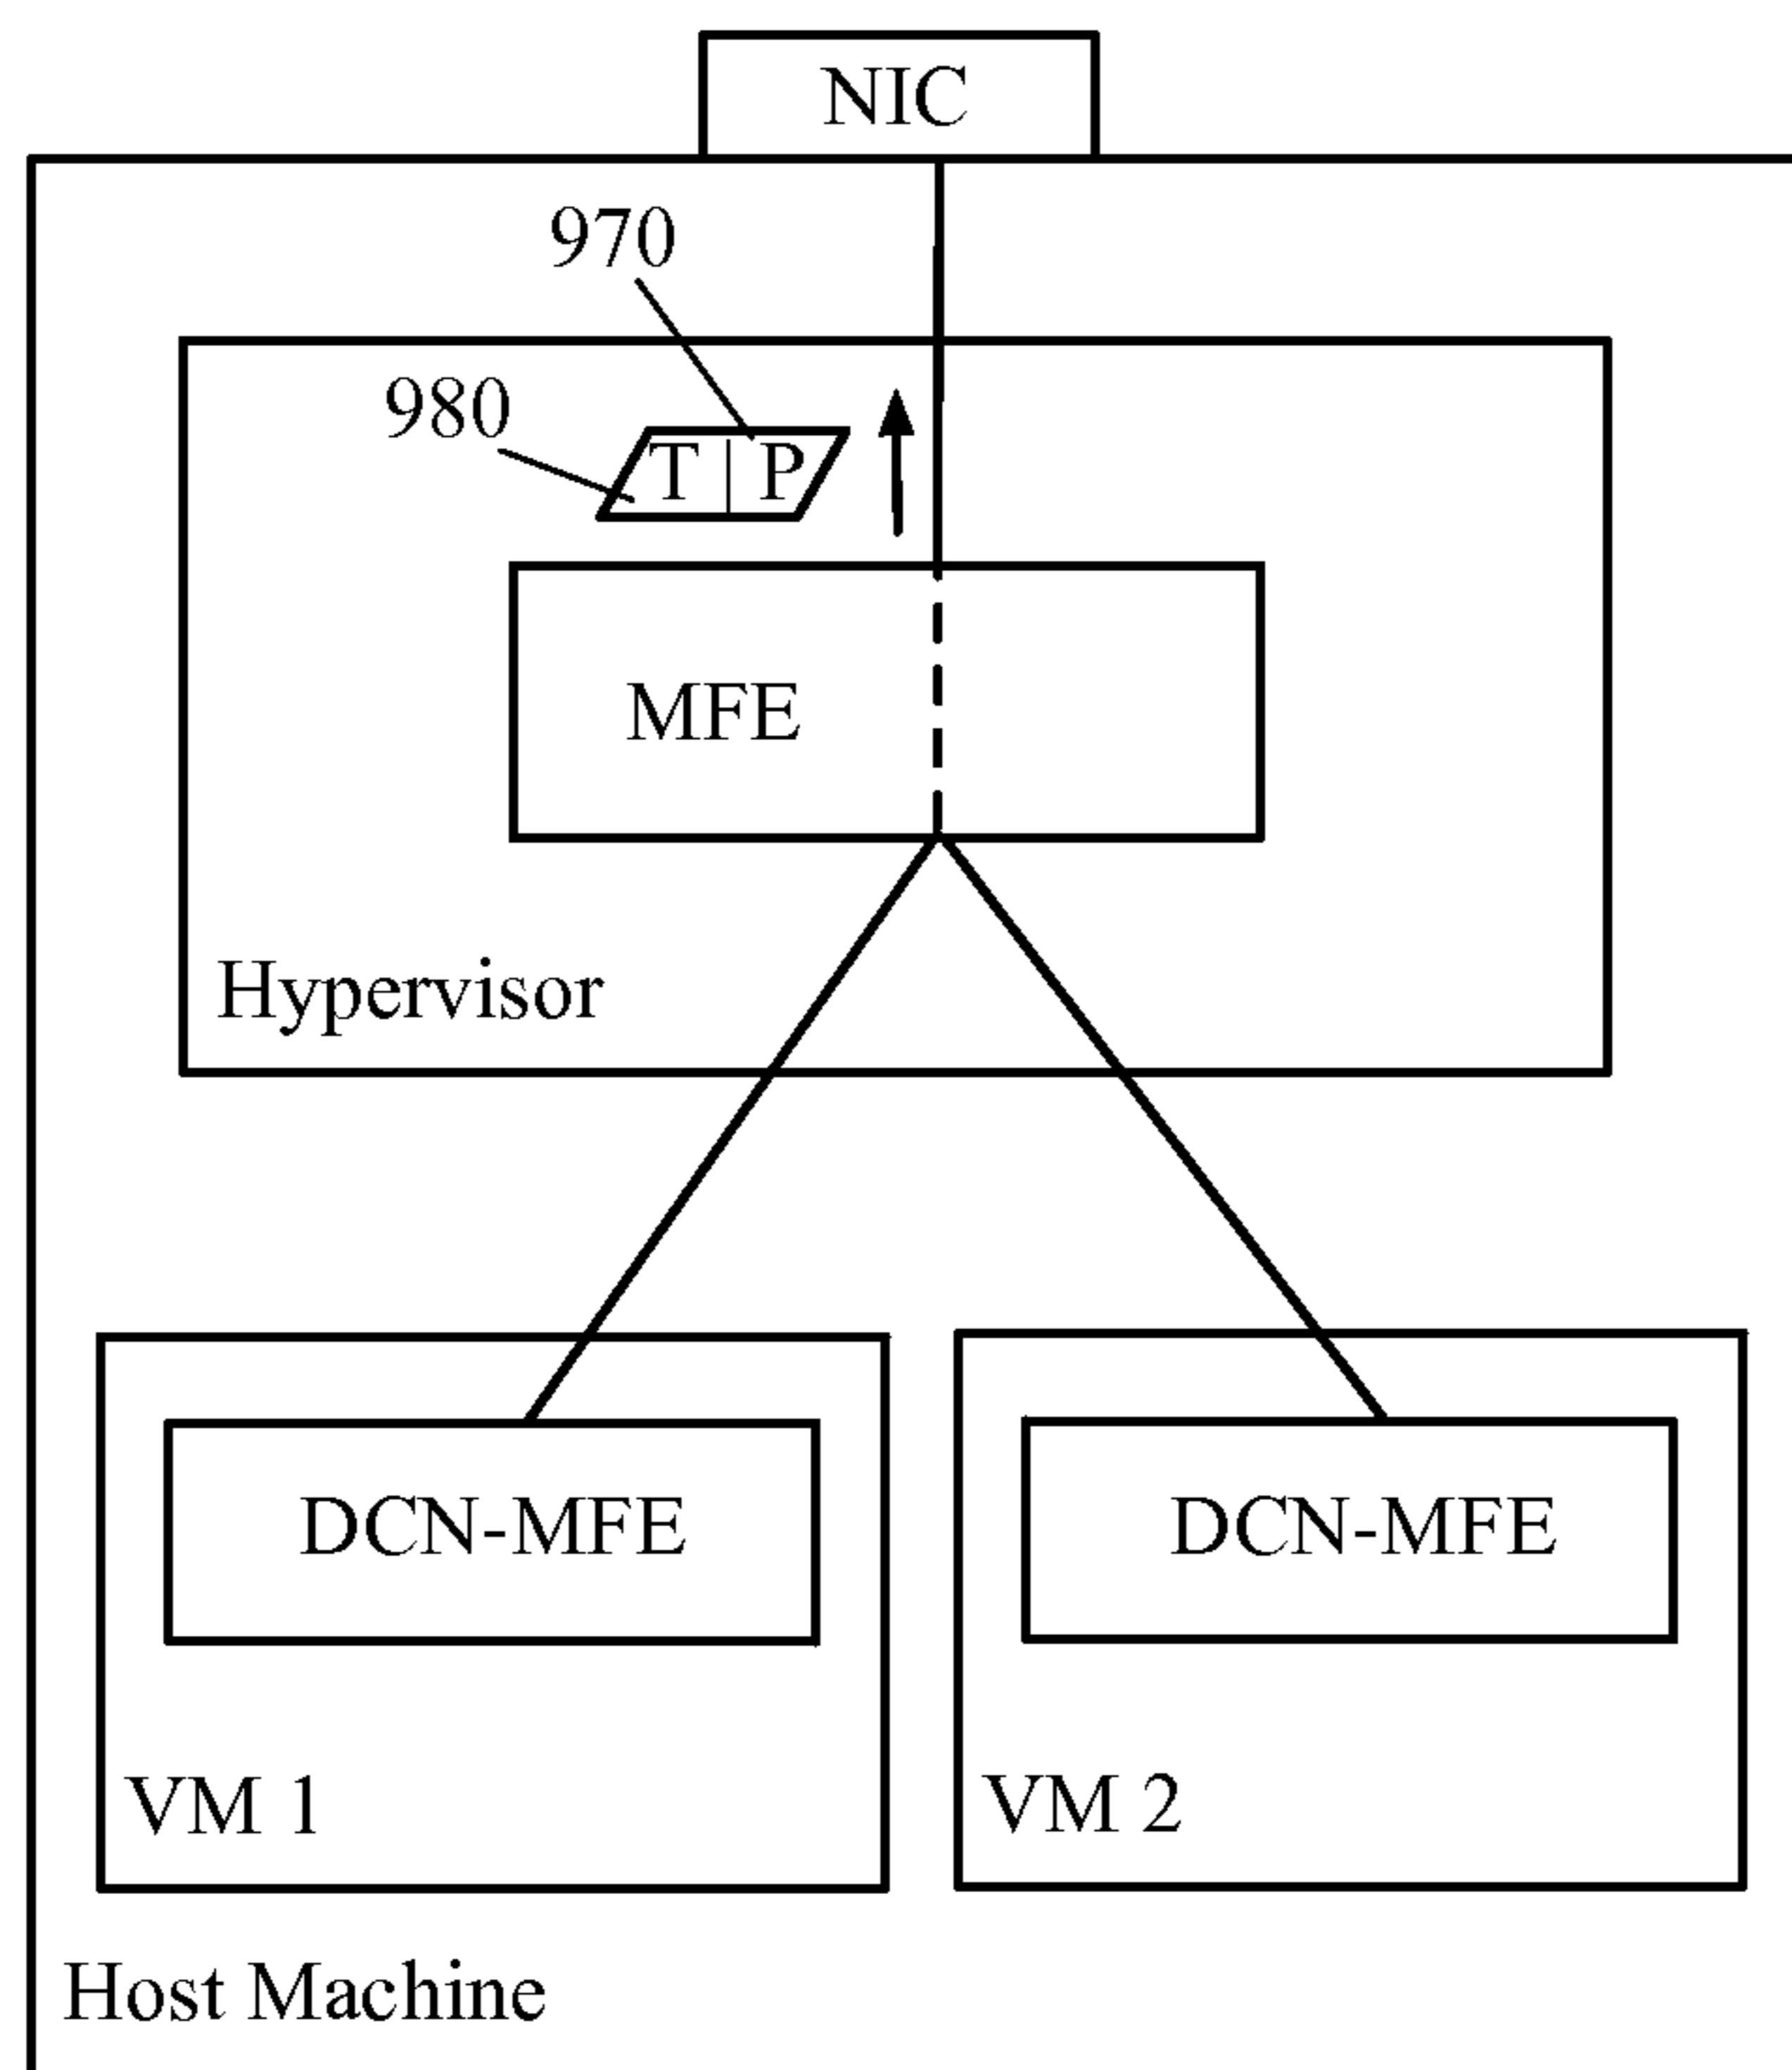 NIC
970
980
T | P
MFE
Hypervisor
DCN-MFE
DCN-MFE
VM 1
VM 2
Host Machine